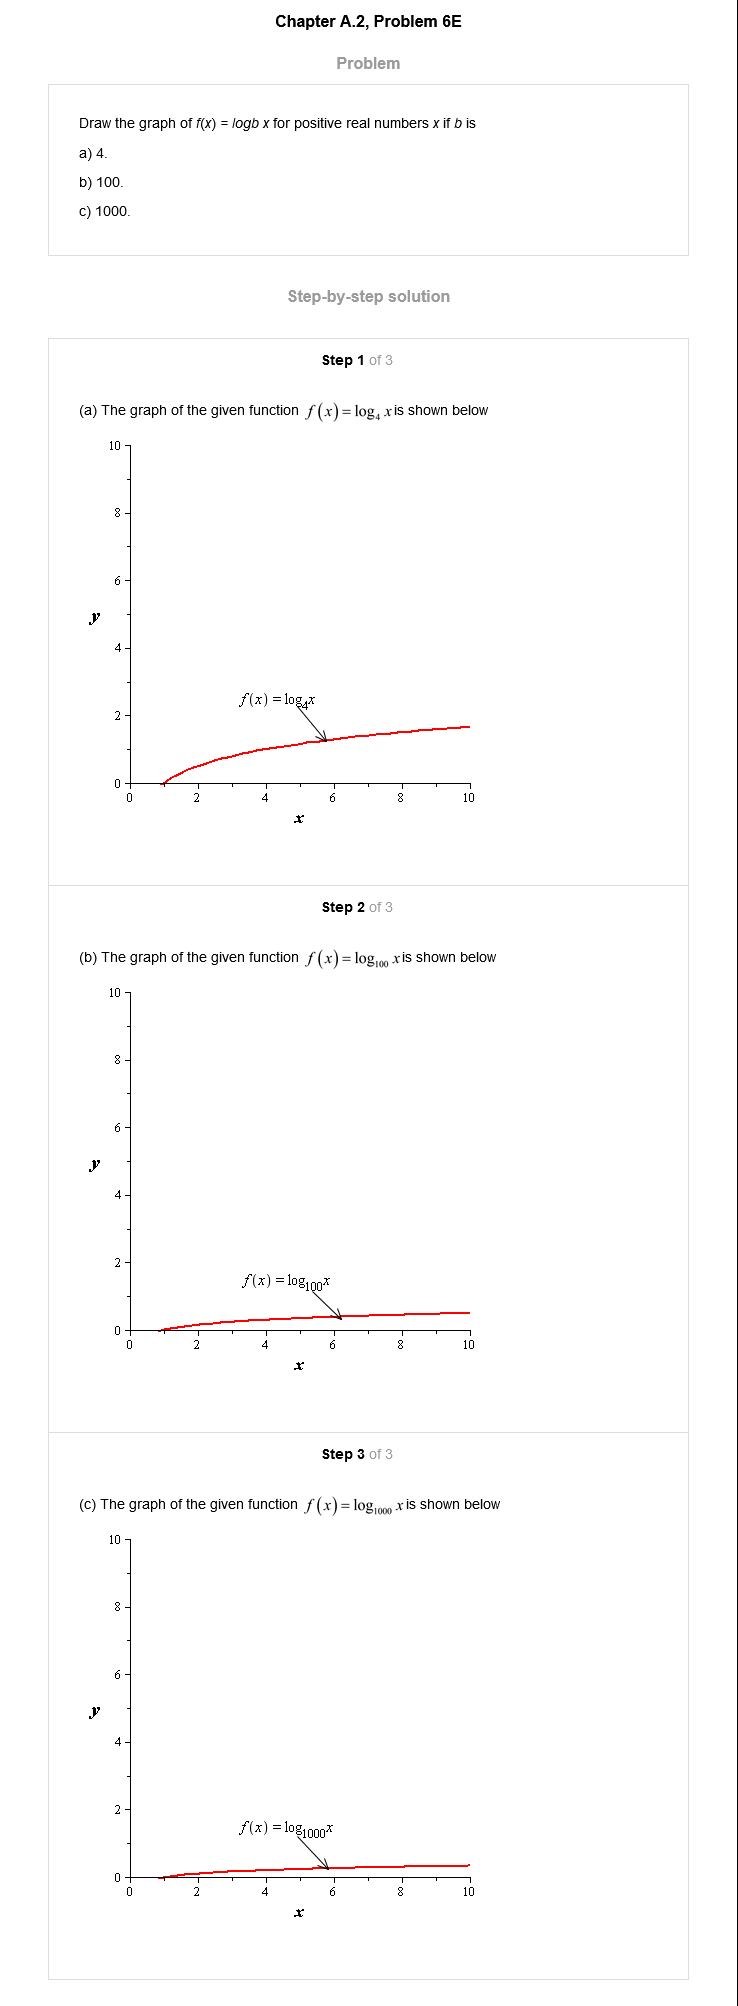 Chapter A.2, Problem 6E
Problem
Draw the graph of f(x) = logb x for positive real numbers x if b is
a) 4.
b) 100.
c) 1000.
Step-by-step solution
Step 1 of 3
(a) The graph of the given function f(x) = log₄ x is shown below
10
8
6
y
4
f(x) = log₄x
2
0
0 2 4 6 8 10
x
Step 2 of 3
(b) The graph of the given function f(x) = log₁₀₀ x is shown below
10
8
6
y
4
2
f(x) = log₁₀₀x
0
0 2 4 6 8 10
x
Step 3 of 3
(c) The graph of the given function f(x) = log₁₀₀₀ x is shown below
10
8
6
y
4
2
f(x) = log₁₀₀₀x
0
0 2 4 6 8 10
x